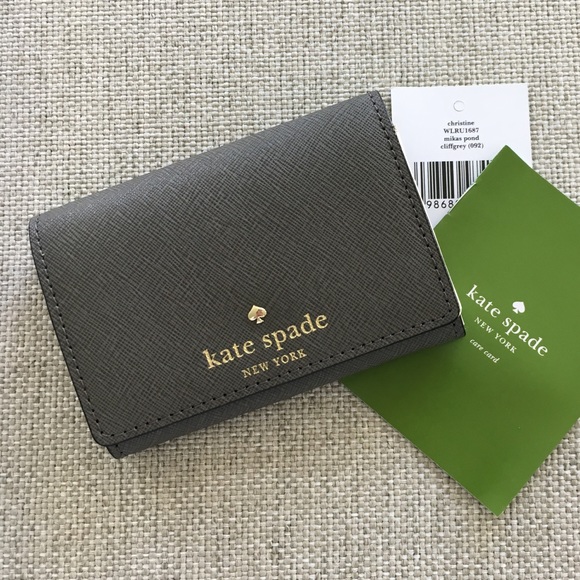 christine
WLRU1687
mikas pond
cliffgrey (092)
kate spade
NEW YORK
kate spade
NEW YORK
care card